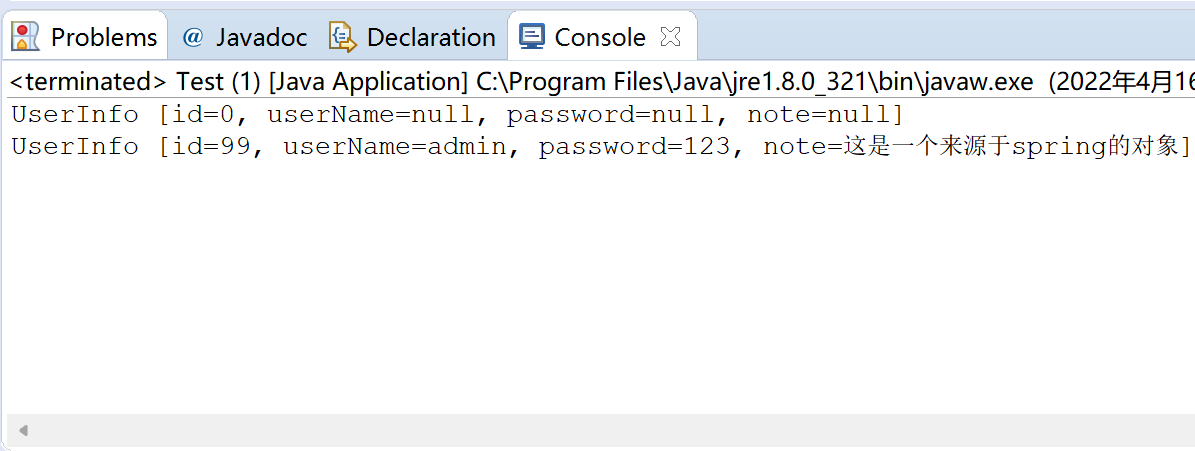 Problems @ Javadoc Declaration Console
<terminated> Test (1) [Java Application] C:\Program Files\Java\jre1.8.0_321\bin\javaw.exe (2022年4月16
UserInfo [id=0, userName=null, password=null, note=null]
UserInfo [id=99, userName=admin, password=123, note=这是一个来源于spring的对象]